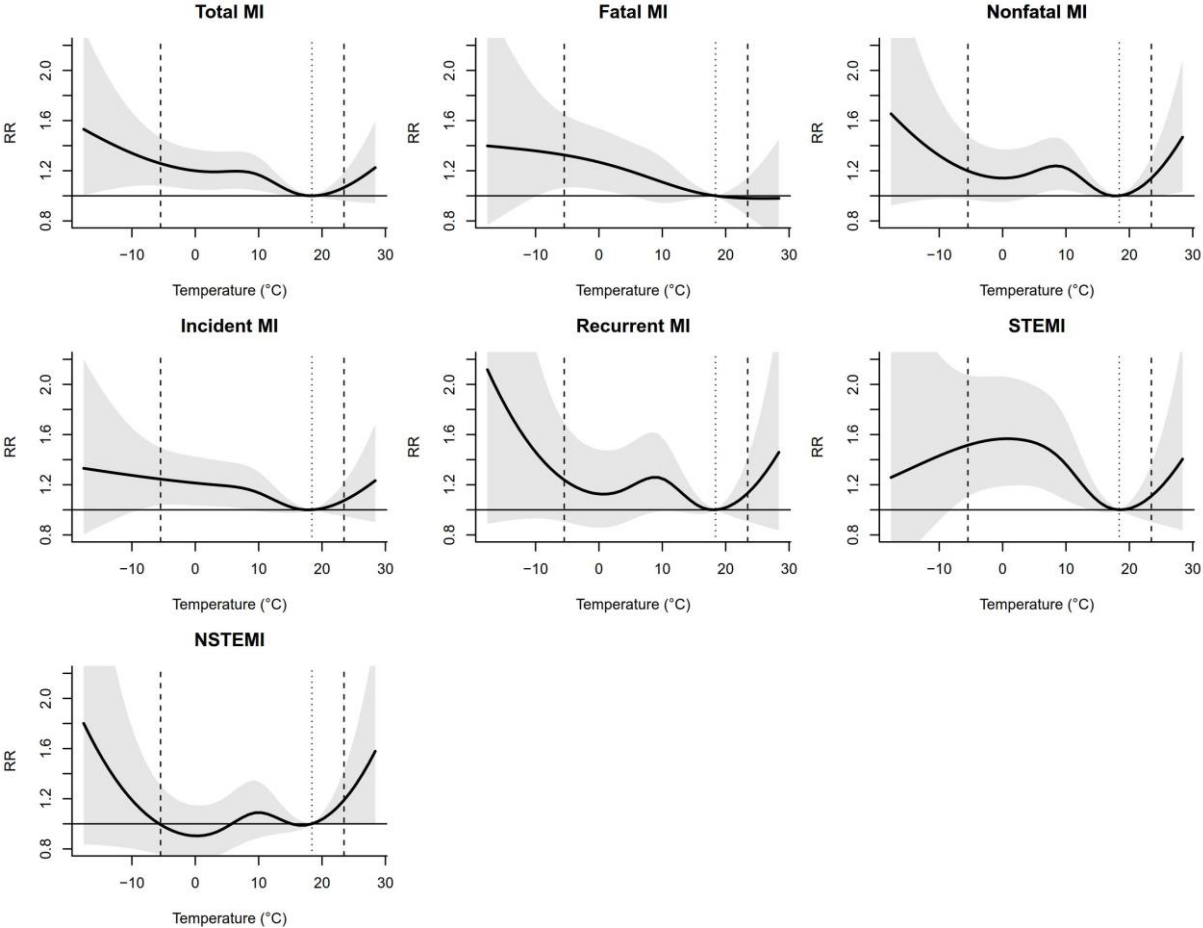 Total MI
RR
2.0
1.6
1.2
0.8
−10 0 10 20 30
Temperature (°C)
Fatal MI
RR
2.0
1.6
1.2
0.8
−10 0 10 20 30
Temperature (°C)
Nonfatal MI
RR
2.0
1.6
1.2
0.8
−10 0 10 20 30
Temperature (°C)
Incident MI
RR
2.0
1.6
1.2
0.8
−10 0 10 20 30
Temperature (°C)
Recurrent MI
RR
2.0
1.6
1.2
0.8
−10 0 10 20 30
Temperature (°C)
STEMI
RR
2.0
1.6
1.2
0.8
−10 0 10 20 30
Temperature (°C)
NSTEMI
RR
2.0
1.6
1.2
0.8
−10 0 10 20 30
Temperature (°C)